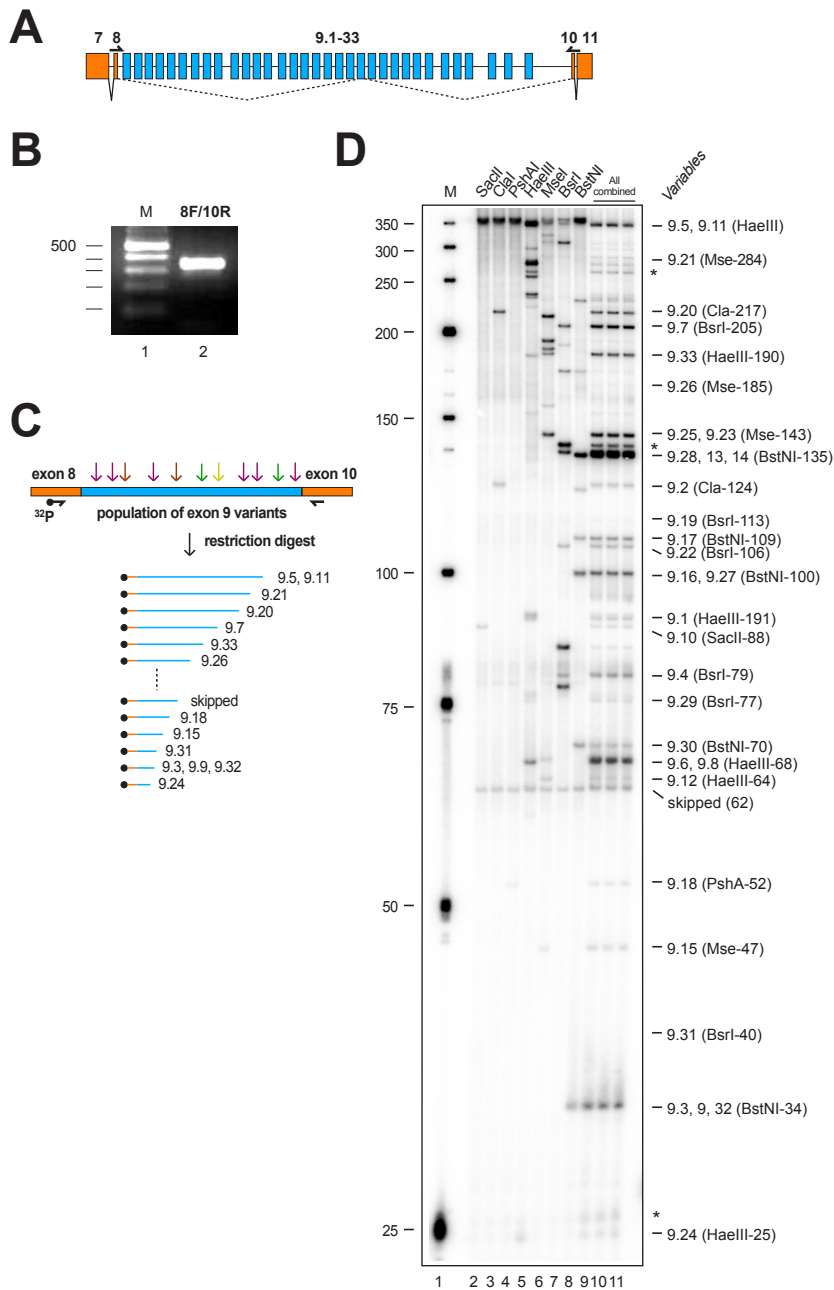 A
7 8 9.1-33 10 11
B
M 8F/10R
500
1 2
C
exon 8 exon 10
32P population of exon 9 variants
restriction digest
9.5, 9.11
9.21
9.20
9.7
9.33
9.26
skipped
9.18
9.15
9.31
9.3, 9.9, 9.32
9.24
D
M SacII ClaI PshAI HaeIII MseI BsrI BstNI All combined Variables
350
300
250
200
150
100
75
50
25
9.5, 9.11 (HaeIII)
9.21 (Mse-284)
*
9.20 (Cla-217)
9.7 (BsrI-205)
9.33 (HaeIII-190)
9.26 (Mse-185)
9.25, 9.23 (Mse-143)
*
9.28, 13, 14 (BstNI-135)
9.2 (Cla-124)
9.19 (BsrI-113)
9.17 (BstNI-109)
9.22 (BsrI-106)
9.16, 9.27 (BstNI-100)
9.1 (HaeIII-191)
9.10 (SacII-88)
9.4 (BsrI-79)
9.29 (BsrI-77)
9.30 (BstNI-70)
9.6, 9.8 (HaeIII-68)
9.12 (HaeIII-64)
skipped (62)
9.18 (PshA-52)
9.15 (Mse-47)
9.31 (BsrI-40)
9.3, 9, 32 (BstNI-34)
*
9.24 (HaeIII-25)
1 2 3 4 5 6 7 8 9 10 11